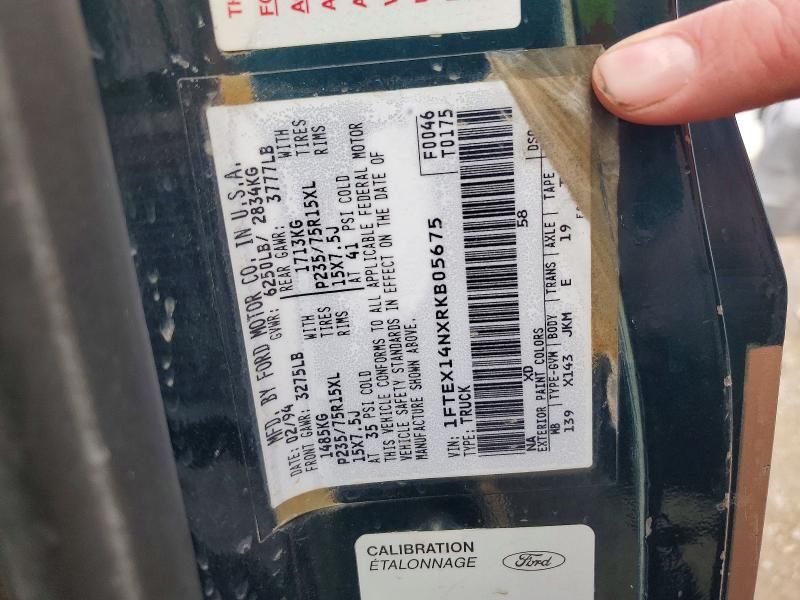 MFD. BY FORD MOTOR CO. IN U.S.A.
DATE: 02/94 GVWR: 6250LB/ 2834KG
FRONT GAWR: 3275LB REAR GAWR: 3777LB
1485KG WITH 1713KG WITH
P235/75R15XL TIRES P235/75R15XL TIRES
15X7.5J RIMS 15X7.5J RIMS
AT 35 PSI COLD AT 41 PSI COLD
THIS VEHICLE CONFORMS TO ALL APPLICABLE FEDERAL MOTOR
VEHICLE SAFETY STANDARDS IN EFFECT ON THE DATE OF
MANUFACTURE SHOWN ABOVE.
F0046
T0175
VIN: 1FTEX14NXRKB05675
TYPE: TRUCK
58
NA XD
EXTERIOR PAINT COLORS DSO
WB TYPE-GVM BODY TRANS AXLE TAPE
139 X143 JKM E 19
CALIBRATION
ÉTALONNAGE
Ford